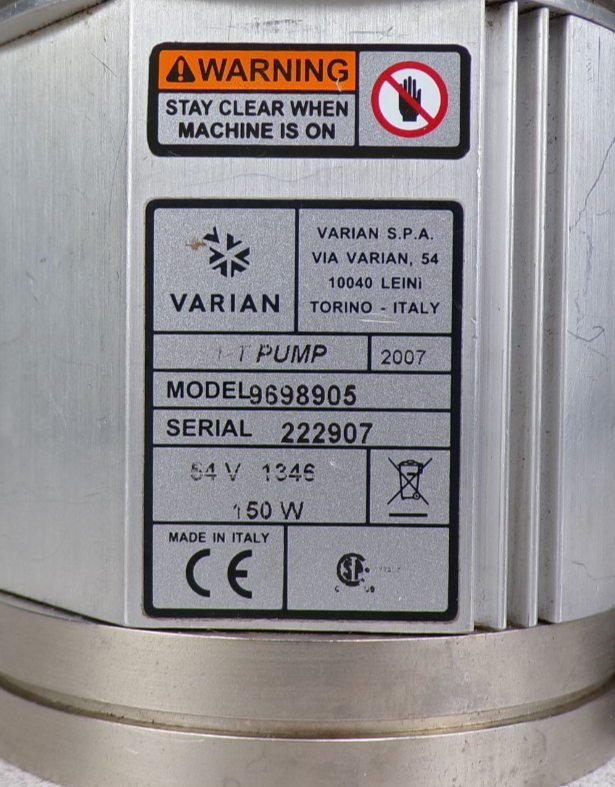 WARNING
STAY CLEAR WHEN
MACHINE IS ON
VARIAN
VARIAN S.P.A.
VIA VARIAN, 54
10040 LEINi
TORINO - ITALY
PUMP
2007
MODEL 9698905
SERIAL 222907
V 1346
150 W
MADE IN ITALY
CE